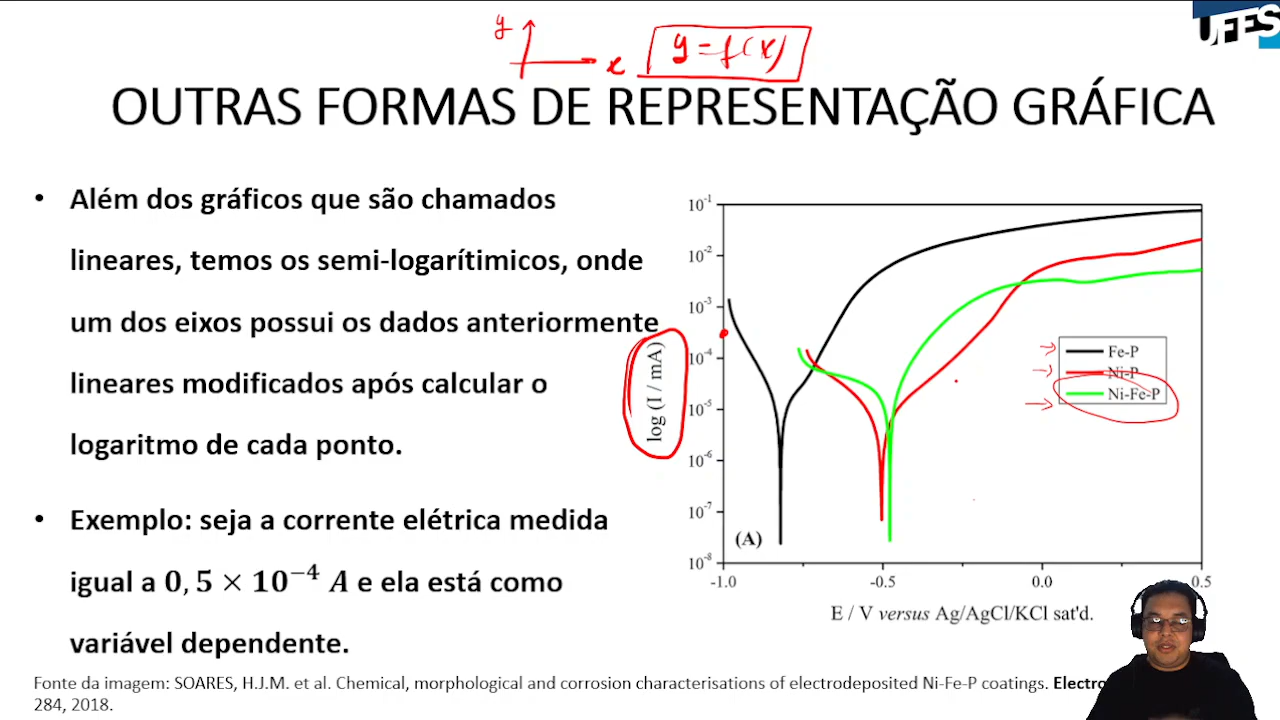 y
x
y = f(x)
UFES
OUTRAS FORMAS DE REPRESENTAÇÃO GRÁFICA
• Além dos gráficos que são chamados
lineares, temos os semi-logarítimicos, onde
um dos eixos possui os dados anteriormente
lineares modificados após calcular o
logaritmo de cada ponto.
• Exemplo: seja a corrente elétrica medida
igual a 0, 5 × 10⁻⁴ A e ela está como
variável dependente.
log (I / mA)
10⁻¹
10⁻²
10⁻³
10⁻⁴
10⁻⁵
10⁻⁶
10⁻⁷
10⁻⁸
Fe-P
Ni-P
Ni-Fe-P
(A)
-1.0 -0.5 0.0 0.5
E / V versus Ag/AgCl/KCl sat'd.
Fonte da imagem: SOARES, H.J.M. et al. Chemical, morphological and corrosion characterisations of electrodeposited Ni-Fe-P coatings.
284, 2018.